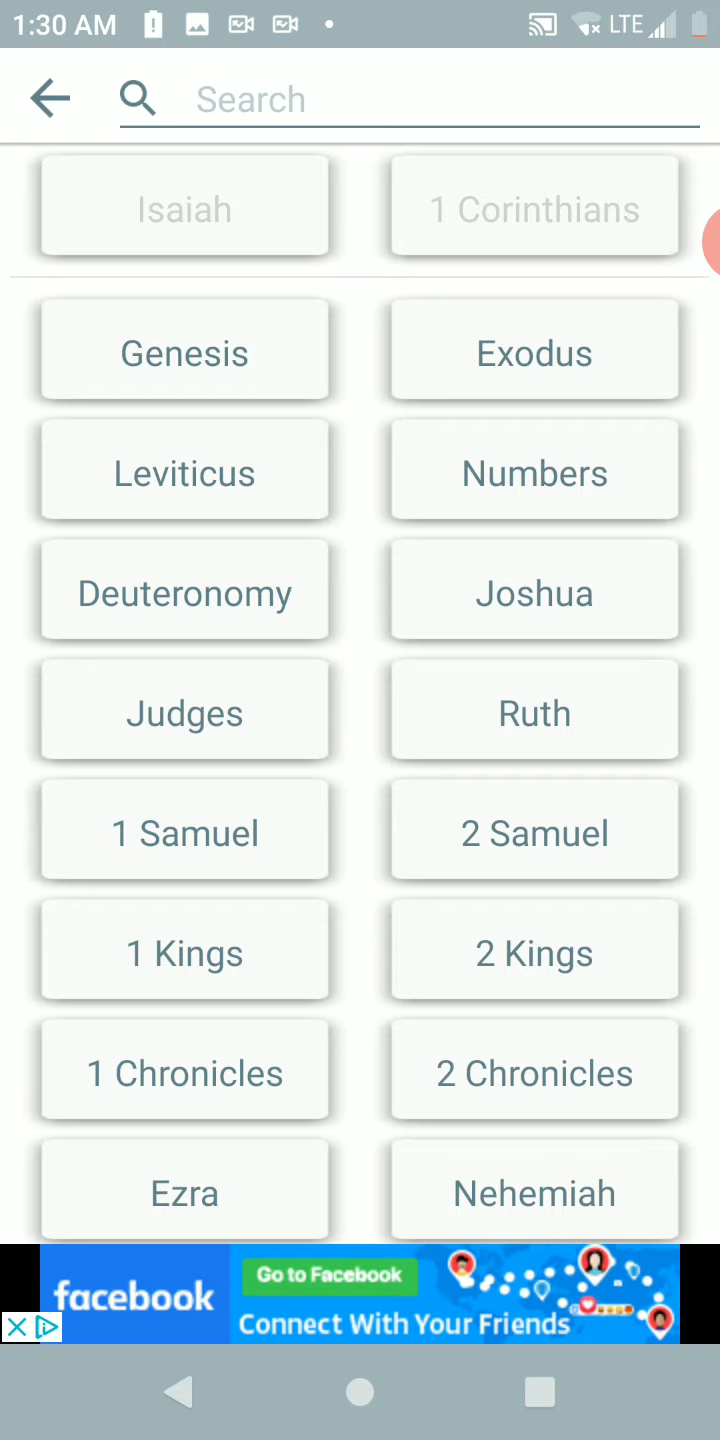 1:30 AM LTE
Search
Isaiah 1 Corinthians
Genesis Exodus
Leviticus Numbers
Deuteronomy Joshua
Judges Ruth
1 Samuel 2 Samuel
1 Kings 2 Kings
1 Chronicles 2 Chronicles
Ezra Nehemiah
facebook
Go to Facebook
Connect With Your Friends